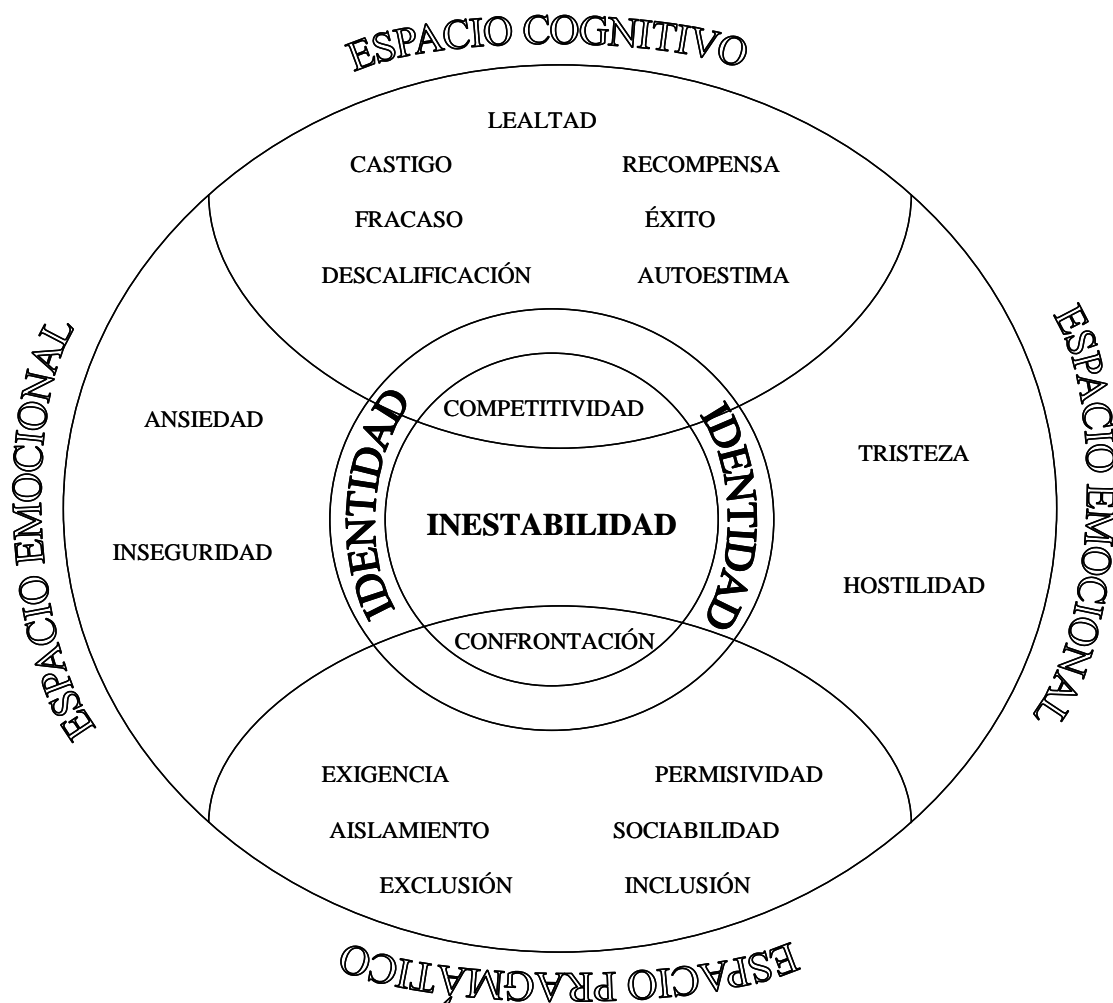 ESPACIO COGNITIVO
LEALTAD
CASTIGO
RECOMPENSA
FRACASO
ÉXITO
DESCALIFICACIÓN
AUTOESTIMA
ESPACIO EMOCIONAL
ANSIEDAD
INSEGURIDAD
IDENTIDAD
COMPETITIVIDAD
INESTABILIDAD
CONFRONTACIÓN
IDENTIDAD
TRISTEZA
HOSTILIDAD
ESPACIO EMOCIONAL
EXIGENCIA
PERMISIVIDAD
AISLAMIENTO
SOCIABILIDAD
EXCLUSIÓN
INCLUSIÓN
ESPACIO PRAGMÁTICO